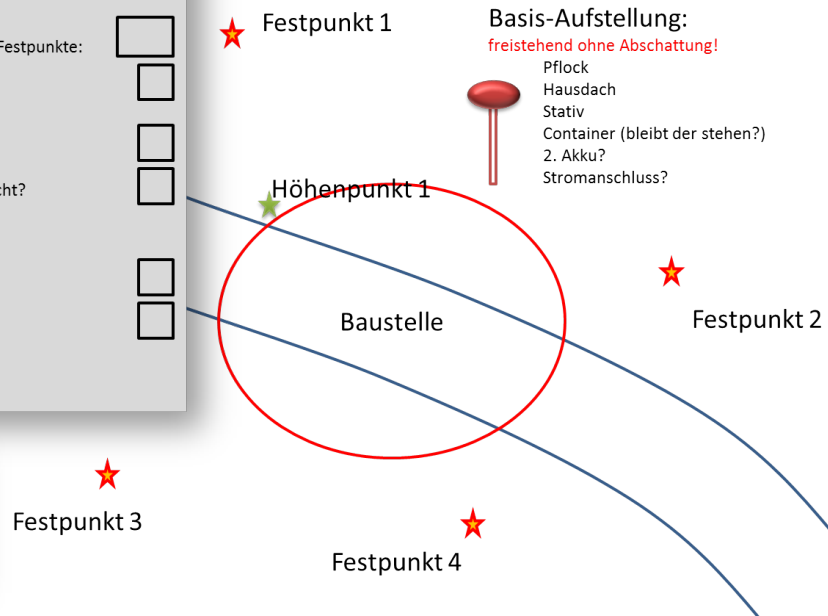 Festpunkt 1
Basis-Aufstellung:
freistehend ohne Abschattung!
Pflock
Hausdach
Stativ
Container (bleibt der stehen?)
2. Akku?
Stromanschluss?
Festpunkte:
Höhenpunkt 1
Baustelle
Festpunkt 2
Festpunkt 3
Festpunkt 4